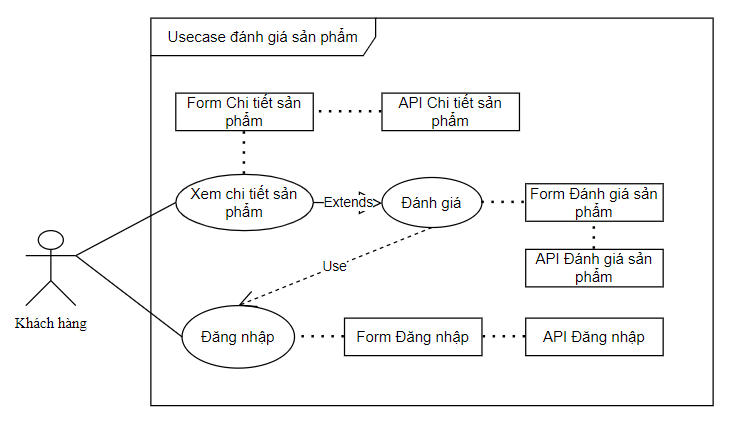 Usecase đánh giá sản phẩm
Form Chi tiết sản
phẩm
API Chi tiết sản
phẩm
Xem chi tiết sản
phẩm
Extends
Đánh giá
Form Đánh giá sản
phẩm
API Đánh giá sản
phẩm
Use
Khách hàng
Đăng nhập
Form Đăng nhập
API Đăng nhập